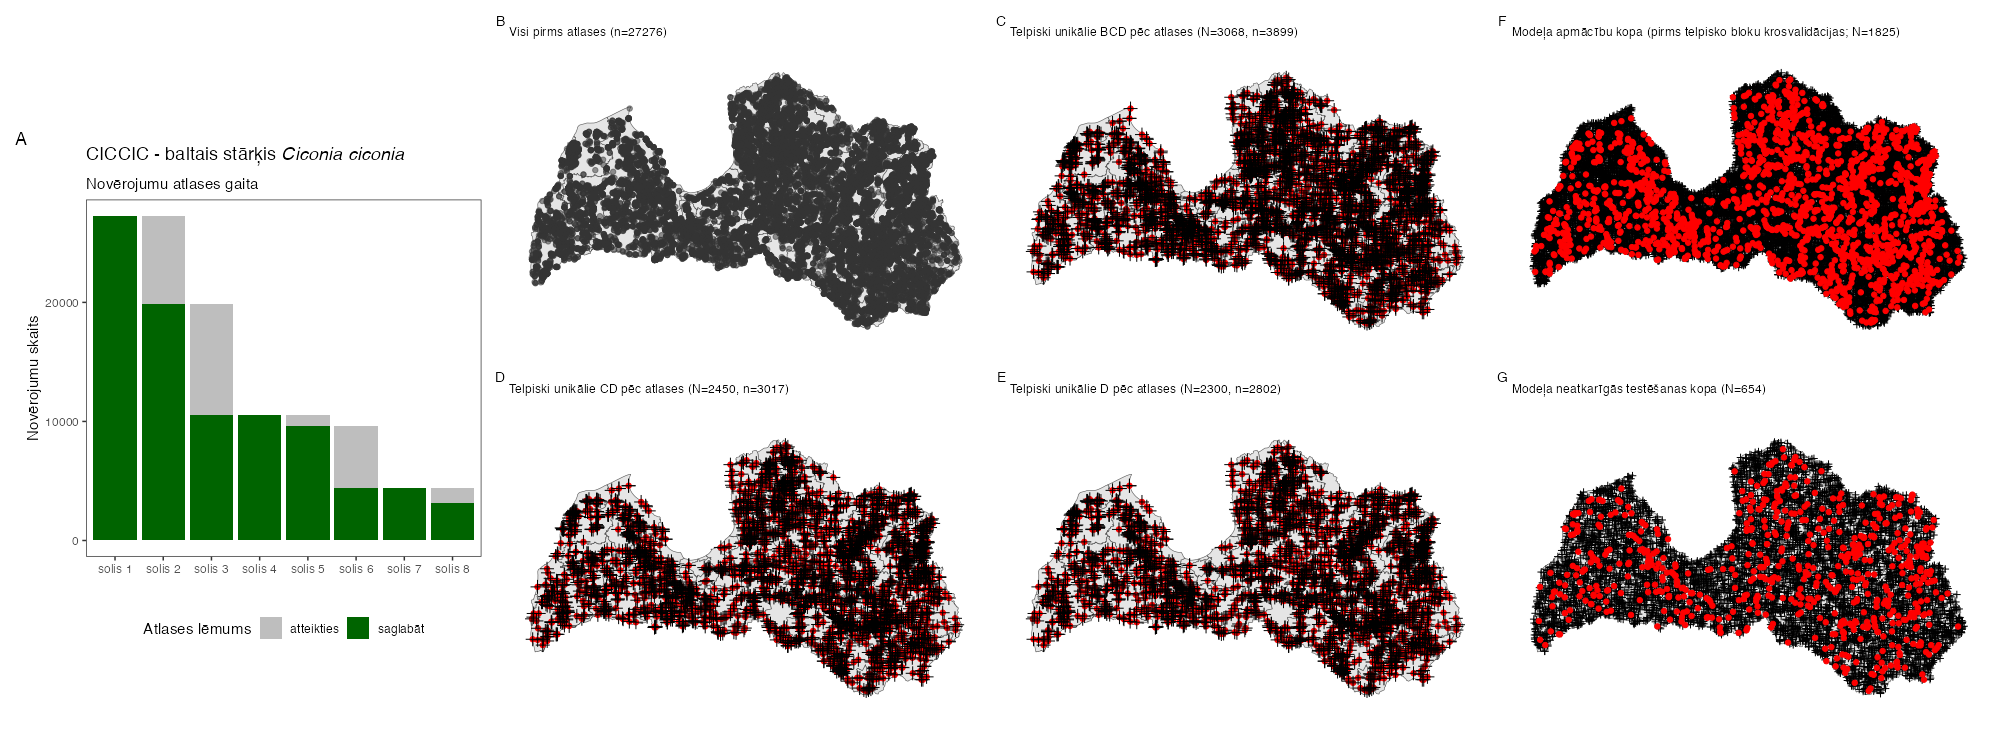 A
CICCIC - baltais stārķis Ciconia ciconia
Novērojumu atlases gaita
Novērojumu skaits
20000
10000
0
solis 1 solis 2 solis 3 solis 4 solis 5 solis 6 solis 7 solis 8
Atlases lēmums atteikties saglabāt
B
Visi pirms atlases (n=27276)
C
Telpiski unikālie BCD pēc atlases (N=3068, n=3899)
F
Modeļa apmācību kopa (pirms telpisko bloku krosvalidācijas; N=1825)
D
Telpiski unikālie CD pēc atlases (N=2450, n=3017)
E
Telpiski unikālie D pēc atlases (N=2300, n=2802)
G
Modeļa neatkarīgās testēšanas kopa (N=654)